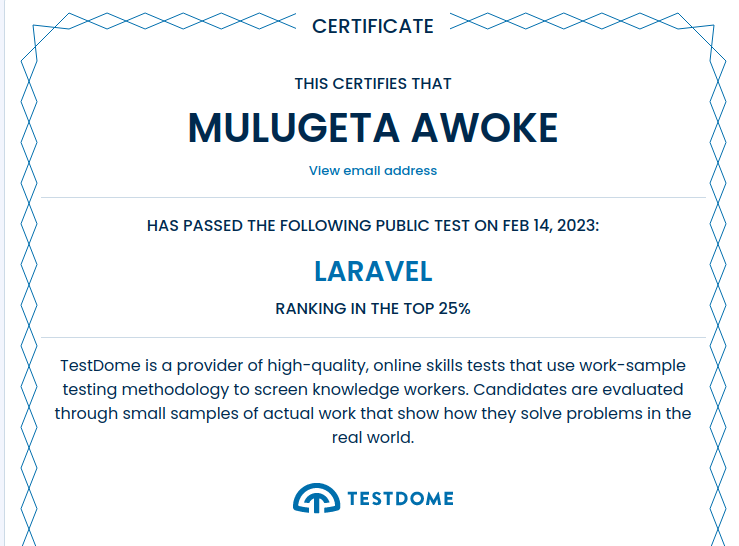 CERTIFICATE
THIS CERTIFIES THAT
MULUGETA AWOKE
View email address
HAS PASSED THE FOLLOWING PUBLIC TEST ON FEB 14, 2023:
LARAVEL
RANKING IN THE TOP 25%
TestDome is a provider of high-quality, online skills tests that use work-sample
testing methodology to screen knowledge workers. Candidates are evaluated
through small samples of actual work that show how they solve problems in the
real world.
TESTDOME